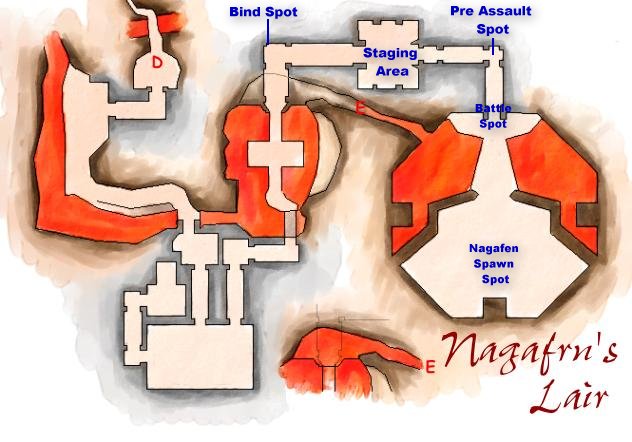 Bind Spot
Pre Assault
Spot
Staging
Area
D
E
Battle
Spot
Nagafen
Spawn
Spot
E
Nagafrn's
Lair